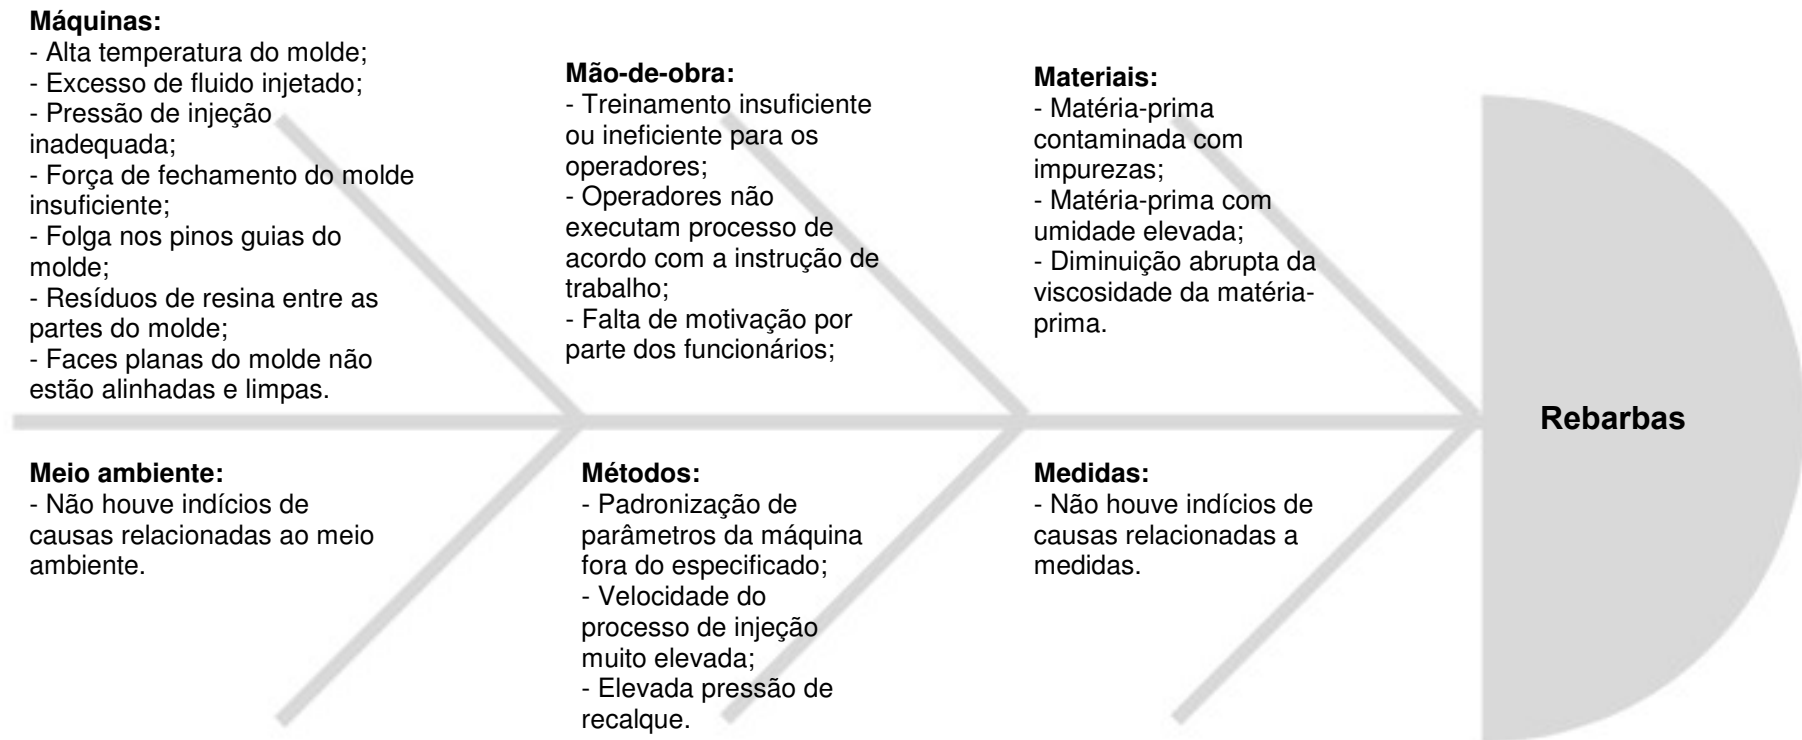 Máquinas:
- Alta temperatura do molde;
- Excesso de fluido injetado;
- Pressão de injeção
inadequada;
- Força de fechamento do molde
insuficiente;
- Folga nos pinos guias do
molde;
- Resíduos de resina entre as
partes do molde;
- Faces planas do molde não
estão alinhadas e limpas.
Mão-de-obra:
- Treinamento insuficiente
ou ineficiente para os
operadores;
- Operadores não
executam processo de
acordo com a instrução de
trabalho;
- Falta de motivação por
parte dos funcionários;
Materiais:
- Matéria-prima
contaminada com
impurezas;
- Matéria-prima com
umidade elevada;
- Diminuição abrupta da
viscosidade da matéria-
prima.
Rebarbas
Meio ambiente:
- Não houve indícios de
causas relacionadas ao meio
ambiente.
Métodos:
- Padronização de
parâmetros da máquina
fora do especificado;
- Velocidade do
processo de injeção
muito elevada;
- Elevada pressão de
recalque.
Medidas:
- Não houve indícios de
causas relacionadas a
medidas.